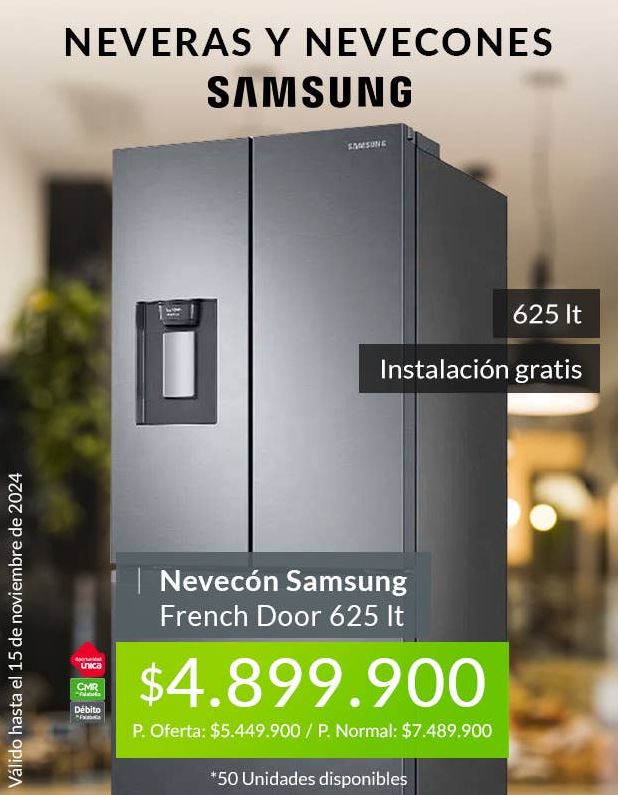 NEVERAS Y NEVECONES
SAMSUNG
SAMSUNG
625 lt
Instalación gratis
Válido hasta el 15 de noviembre de 2024
Nevecón Samsung
French Door 625 lt
Oportunidad
única
CMR
Falabella
Débito
Falabella
$4.899.900
P. Oferta: $5.449.900 / P. Normal: $7.489.900
*50 Unidades disponibles